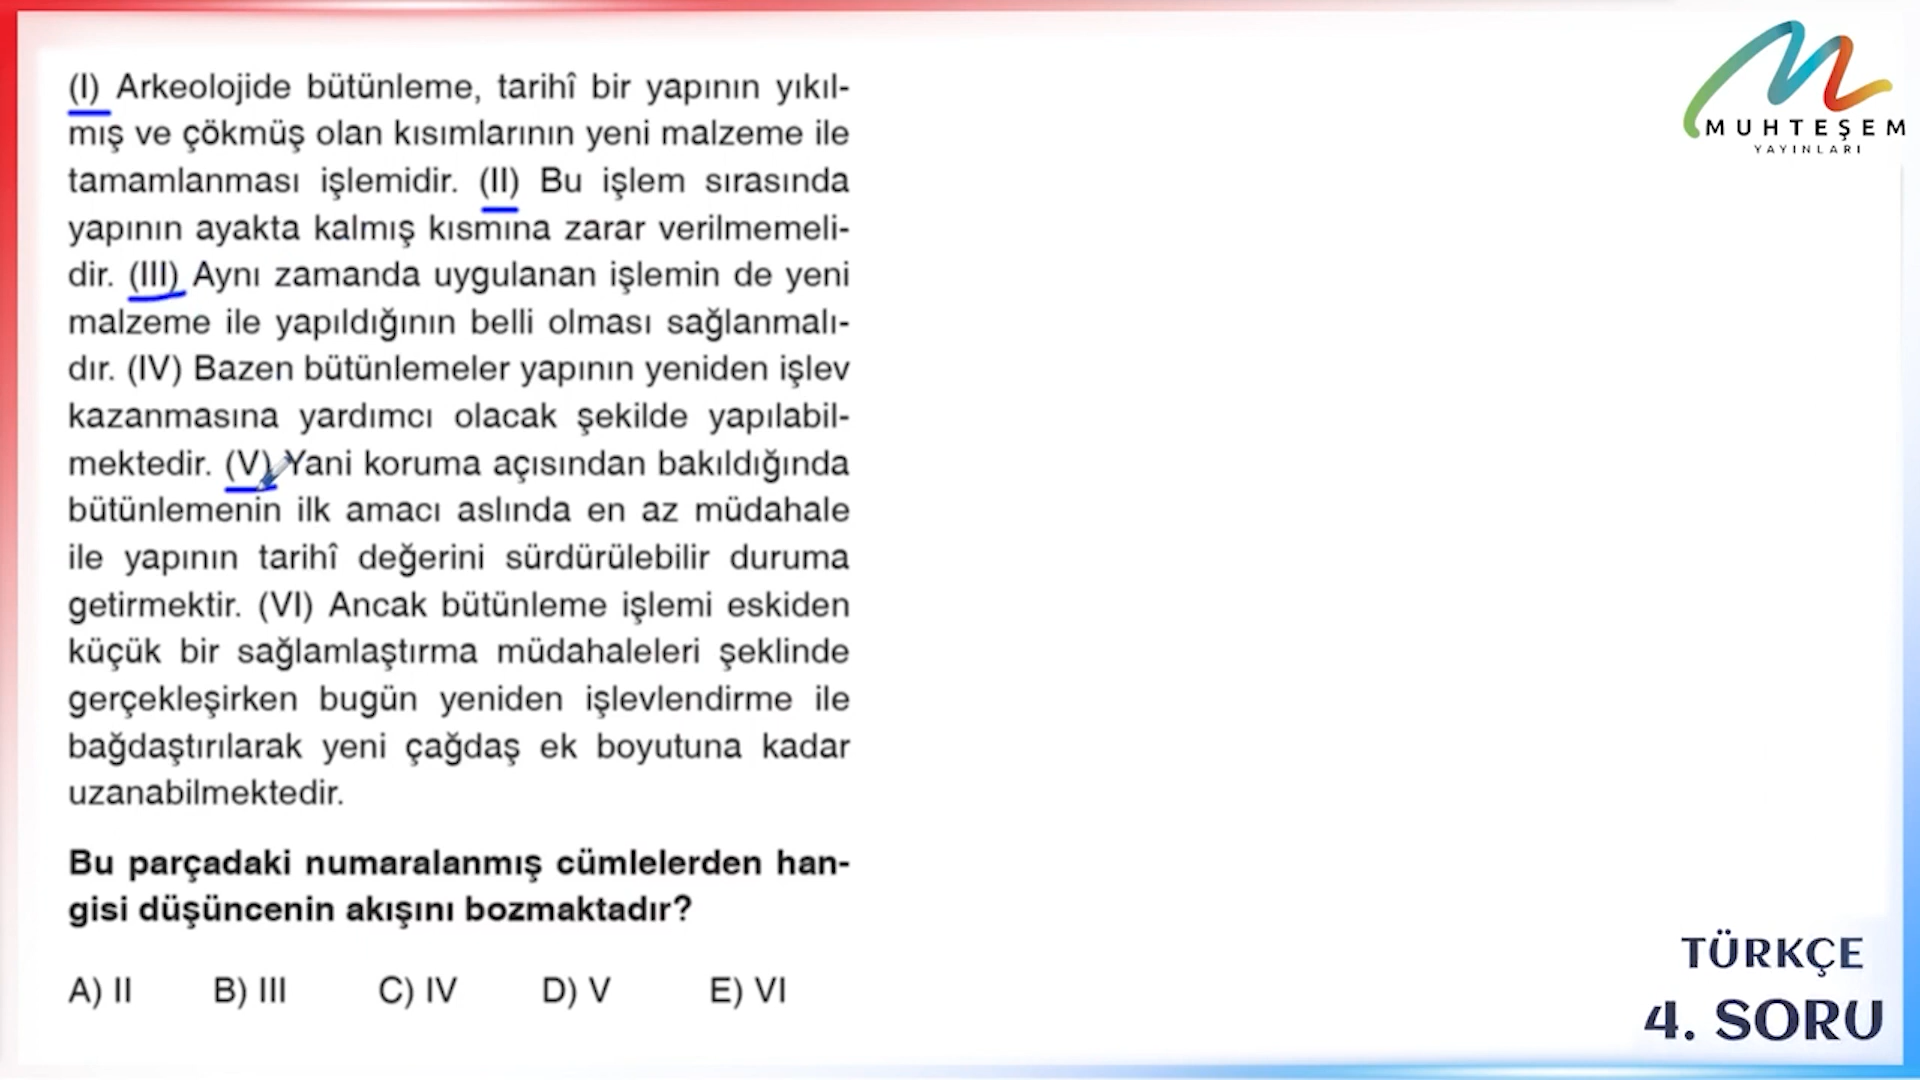 (I) Arkeolojide bütünleme, tarihî bir yapının yıkıl-
mış ve çökmüş olan kısımlarının yeni malzeme ile
tamamlanması işlemidir. (II) Bu işlem sırasında
yapının ayakta kalmış kısmına zarar verilmemeli-
dir. (III) Aynı zamanda uygulanan işlemin de yeni
malzeme ile yapıldığının belli olması sağlanmalı-
dır. (IV) Bazen bütünlemeler yapının yeniden işlev
kazanmasına yardımcı olacak şekilde yapılabil-
mektedir. (V) Yani koruma açısından bakıldığında
bütünlemenin ilk amacı aslında en az müdahale
ile yapının tarihî değerini sürdürülebilir duruma
getirmektir. (VI) Ancak bütünleme işlemi eskiden
küçük bir sağlamlaştırma müdahaleleri şeklinde
gerçekleşirken bugün yeniden işlevlendirme ile
bağdaştırılarak yeni çağdaş ek boyutuna kadar
uzanabilmektedir.
Bu parçadaki numaralanmış cümlelerden han-
gisi düşüncenin akışını bozmaktadır?
A) II B) III C) IV D) V E) VI
MUHTEŞEM
YAYINLARI
TÜRKÇE
4. SORU